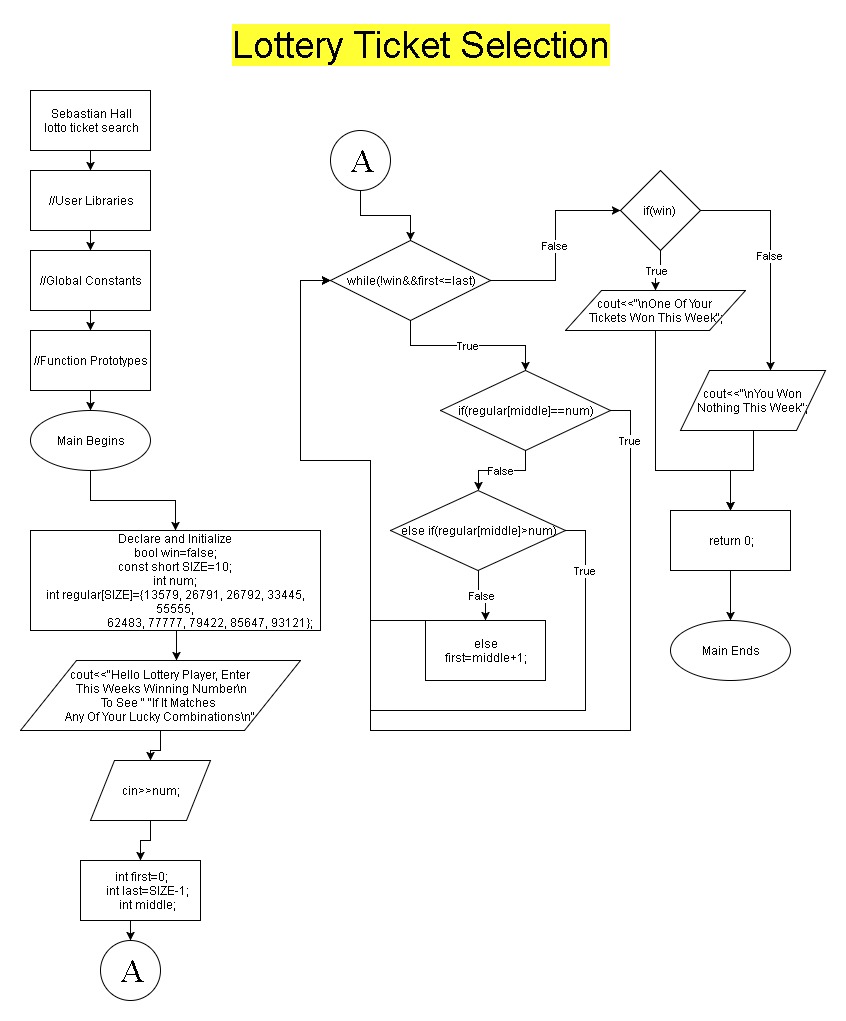 Lottery Ticket Selection
Sebastian Hall
lotto ticket search
//User Libraries
//Global Constants
//Function Prototypes
Main Begins
Declare and Initialize
bool win=false;
const short SIZE=10;
int num;
int regular[SIZE]={13579, 26791, 26792, 33445,
55555,
62483, 77777, 79422, 85647, 93121};
cout<<"Hello Lottery Player, Enter
This Weeks Winning Number\n
To See " "If It Matches
Any Of Your Lucky Combinations\n"
cin>>num;
int first=0;
int last=SIZE-1;
int middle;
A
A
while(!win&&first<=last)
False
True
if(regular[middle]==num)
True
False
else if(regular[middle]>num)
True
False
else
first=middle+1;
if(win)
True
False
cout<<"\nOne Of Your
Tickets Won This Week";
cout<<"\nYou Won
Nothing This Week";
return 0;
Main Ends